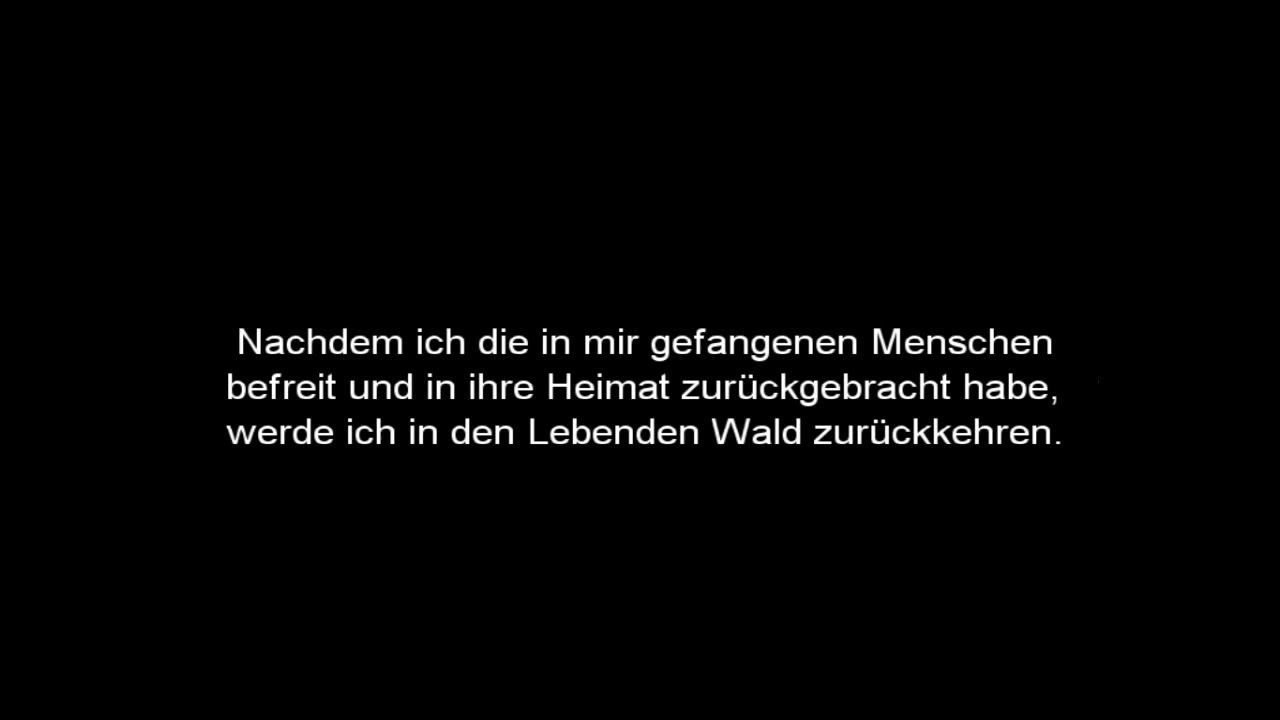 Nachdem ich die in mir gefangenen Menschen
befreit und in ihre Heimat zurückgebracht habe,
werde ich in den Lebenden Wald zurückkehren.